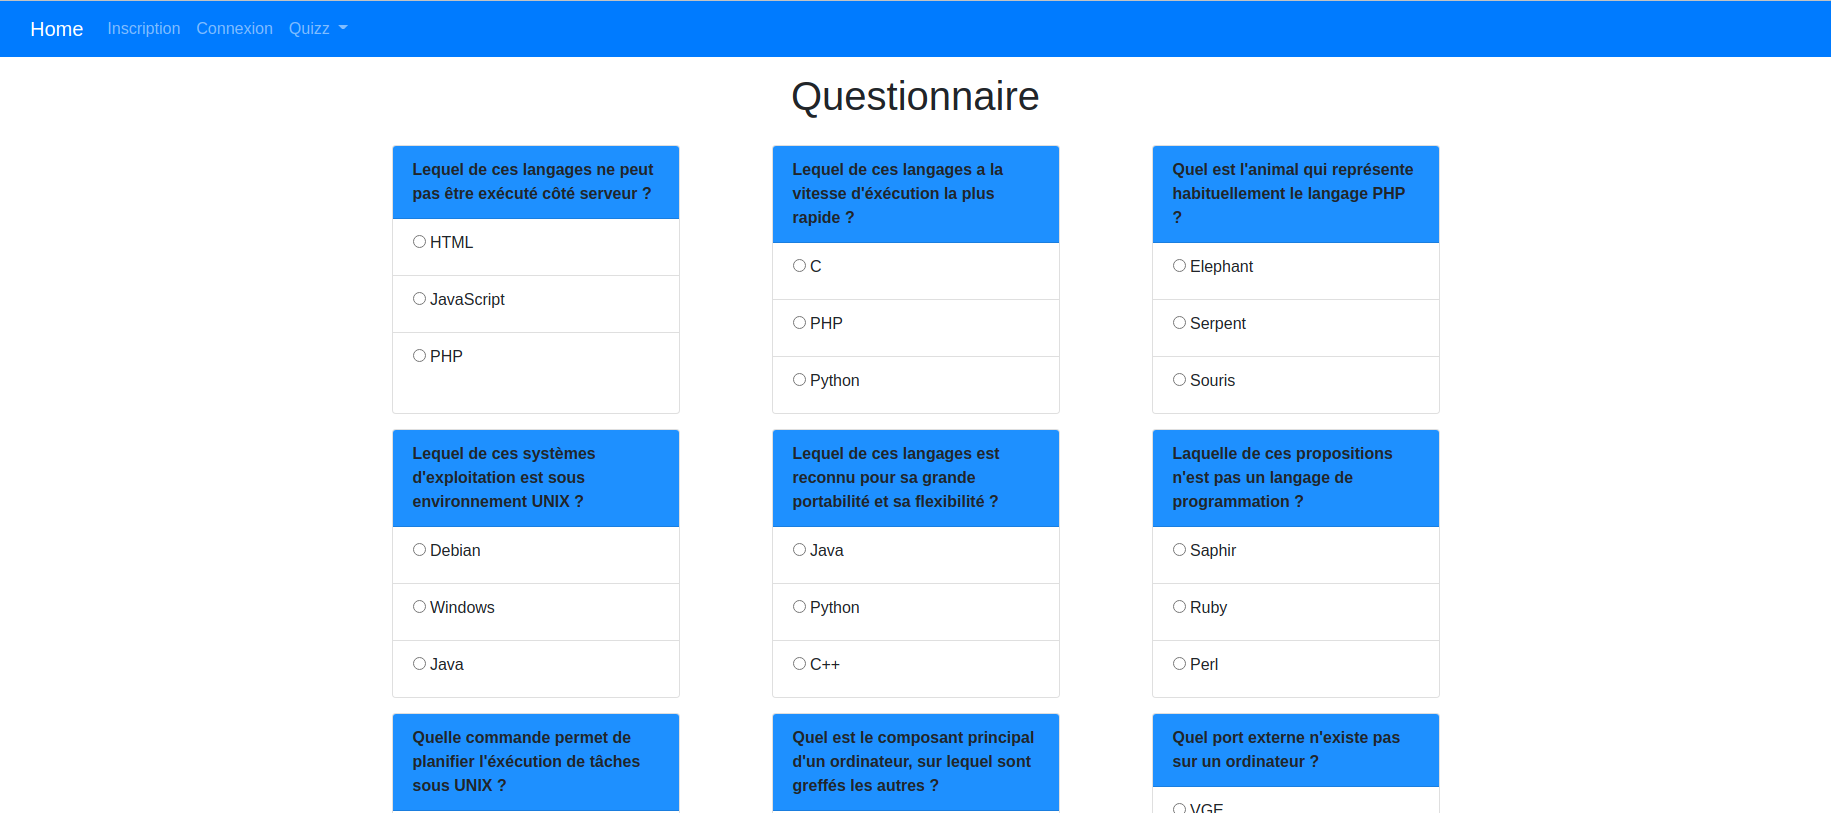 Home Inscription Connexion Quizz
Questionnaire
Lequel de ces langages ne peut
pas être exécuté côté serveur ?
HTML
JavaScript
PHP
Lequel de ces langages a la
vitesse d'éxécution la plus
rapide ?
C
PHP
Python
Quel est l'animal qui représente
habituellement le langage PHP
?
Elephant
Serpent
Souris
Lequel de ces systèmes
d'exploitation est sous
environnement UNIX ?
Debian
Windows
Java
Lequel de ces langages est
reconnu pour sa grande
portabilité et sa flexibilité ?
Java
Python
C++
Laquelle de ces propositions
n'est pas un langage de
programmation ?
Saphir
Ruby
Perl
Quelle commande permet de
planifier l'éxécution de tâches
sous UNIX ?
Quel est le composant principal
d'un ordinateur, sur lequel sont
greffés les autres ?
Quel port externe n'existe pas
sur un ordinateur ?
VGE